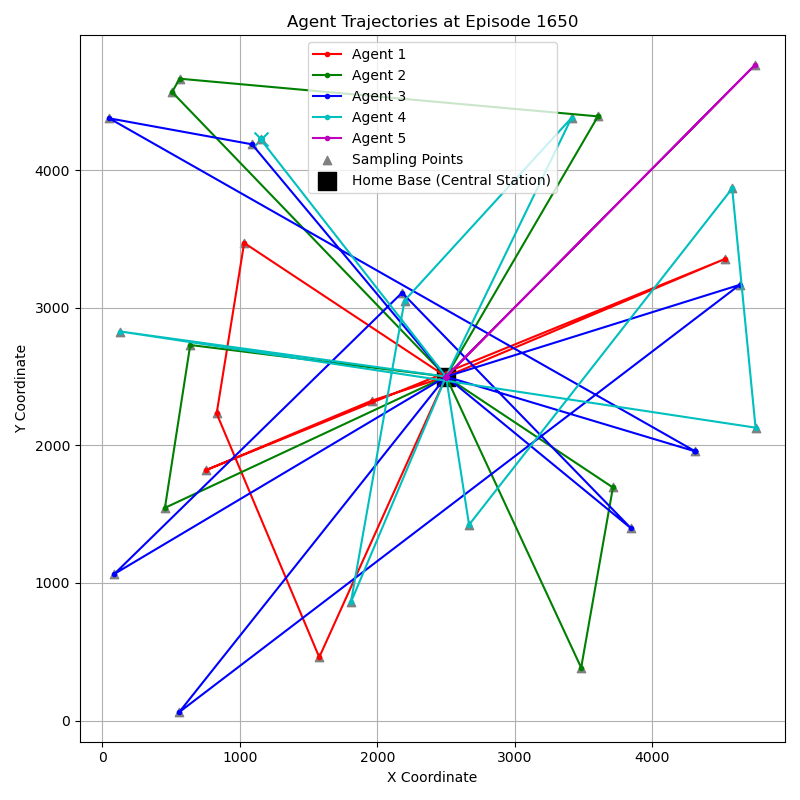 Agent Trajectories at Episode 1650
Agent 1
Agent 2
Agent 3
Agent 4
Agent 5
Sampling Points
Home Base (Central Station)
Y Coordinate
4000
3000
2000
1000
0
0 1000 2000 3000 4000
X Coordinate